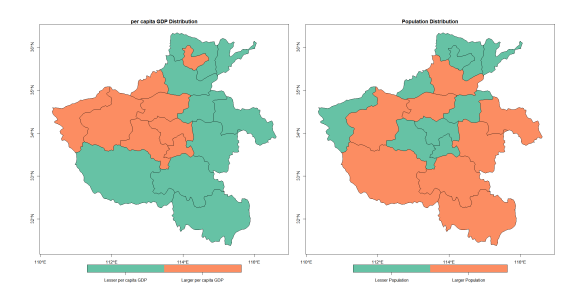 per capita GDP Distribution
36°N
35°N
34°N
33°N
32°N
110°E 112°E 114°E 116°E
Lesser per capita GDP Larger per capita GDP
Population Distribution
36°N
35°N
34°N
33°N
32°N
110°E 112°E 114°E 116°E
Lesser Population Larger Population